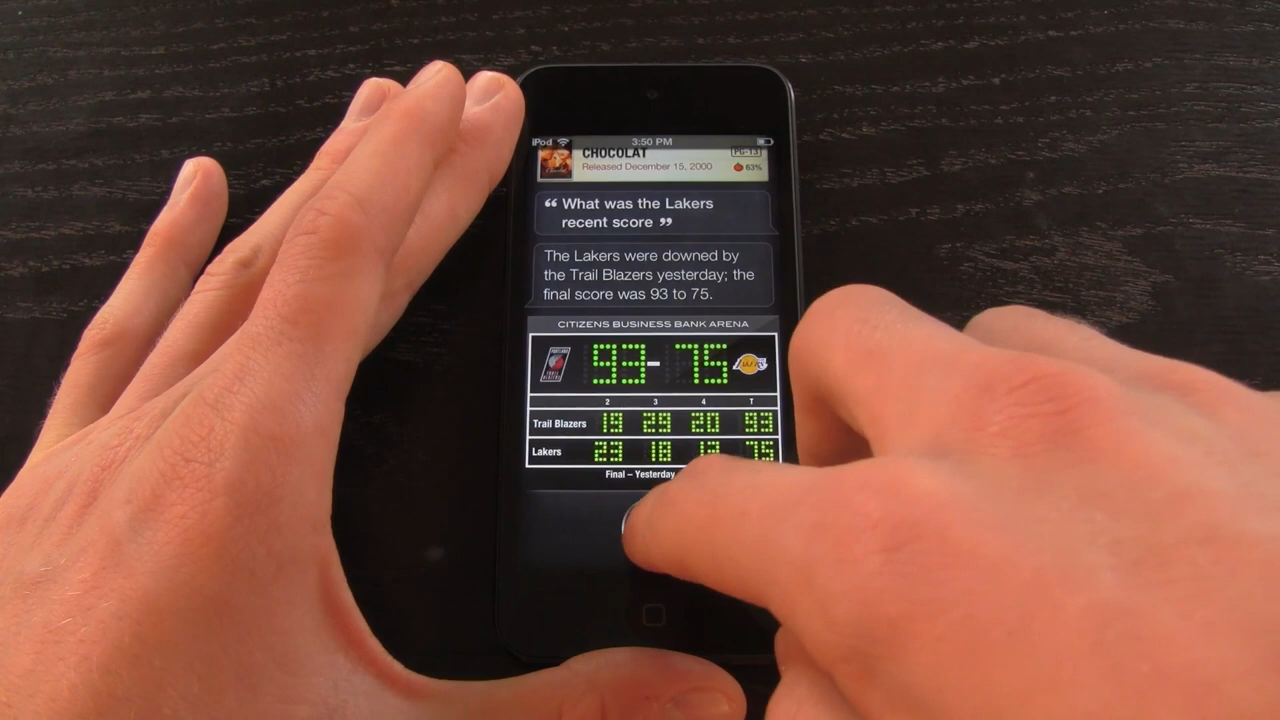 iPod 3:50 PM
CHOCOLAT PG-13
Released December 15, 2000 63%
“ What was the Lakers
recent score ”
The Lakers were downed by
the Trail Blazers yesterday; the
final score was 93 to 75.
CITIZENS BUSINESS BANK ARENA
93 - 75
2 3 4 T
Trail Blazers 19 29 20 93
Lakers 23 18 75
Final – Yesterday